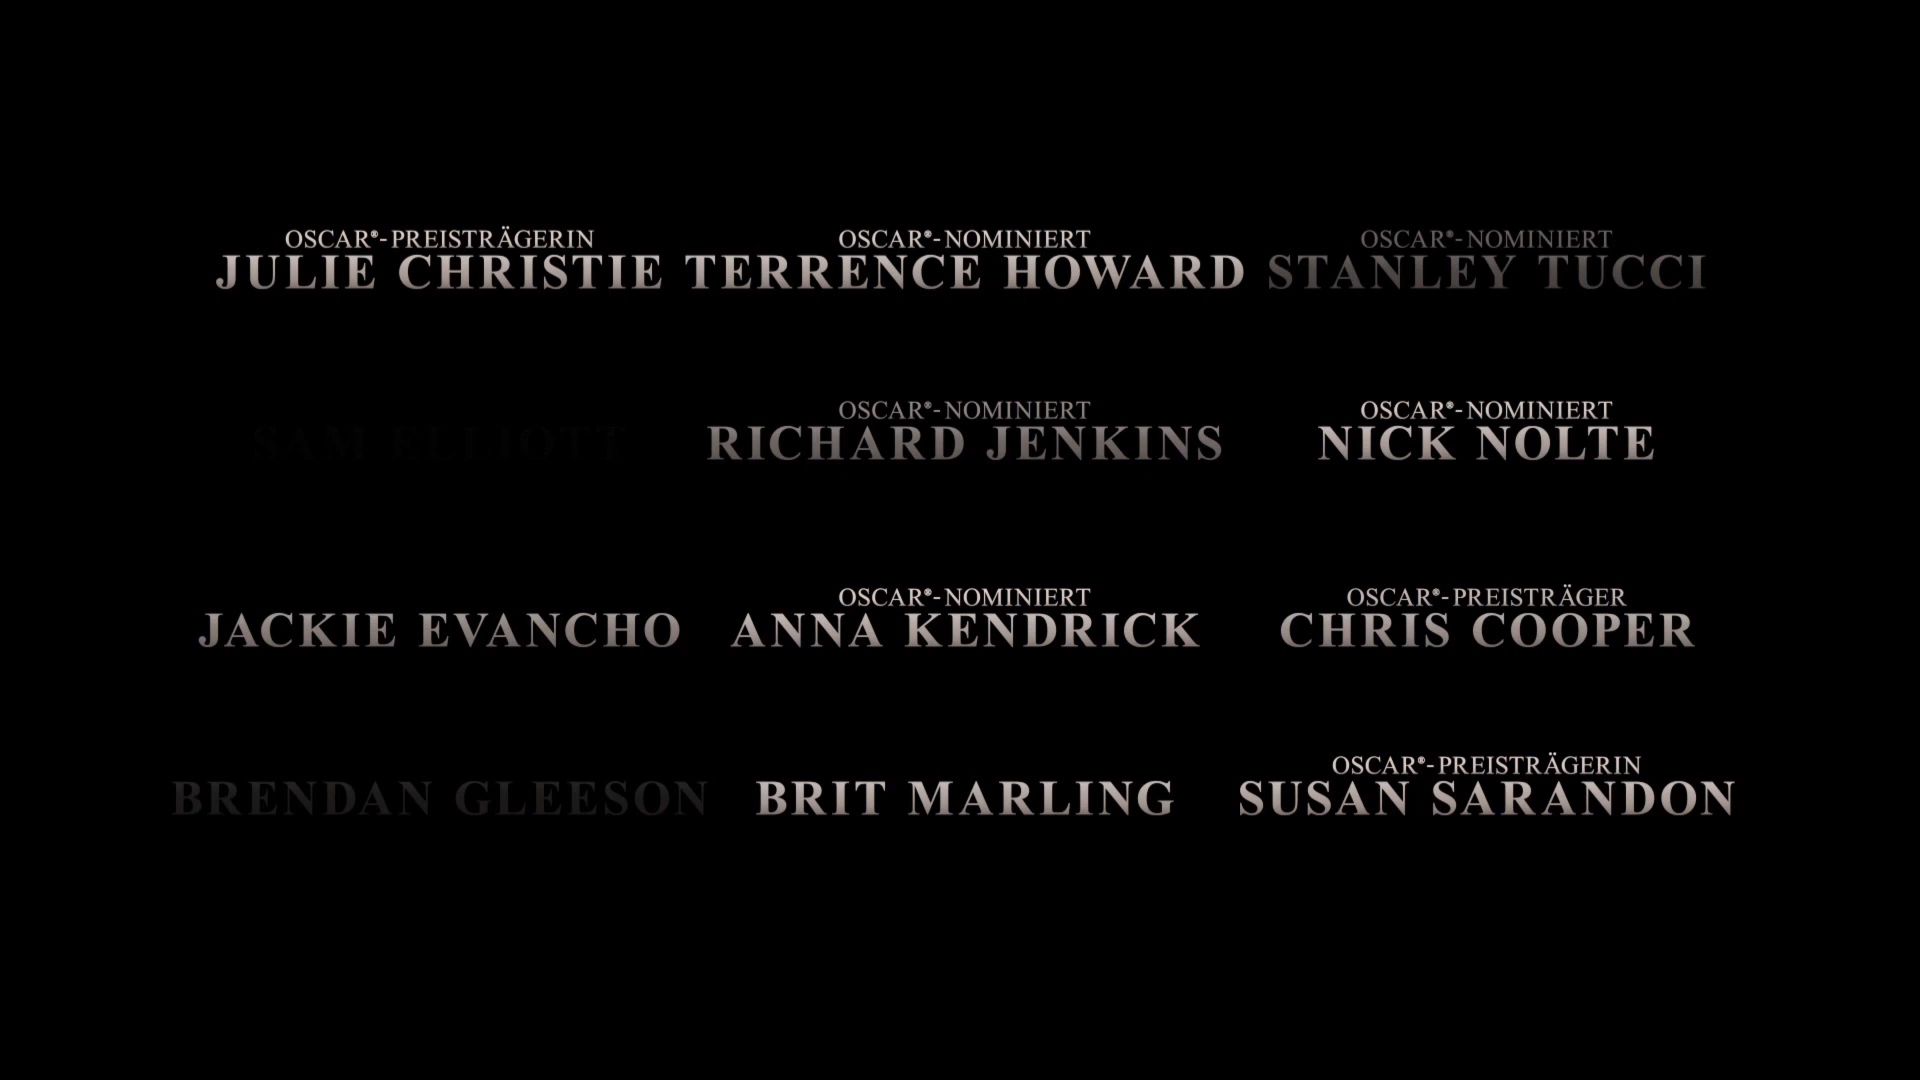 OSCAR®-PREISTRÄGERIN OSCAR®-NOMINIERT OSCAR®-NOMINIERT
JULIE CHRISTIE TERRENCE HOWARD STANLEY TUCCI
OSCAR®-NOMINIERT OSCAR®-NOMINIERT
SAM ELLIOTT RICHARD JENKINS NICK NOLTE
OSCAR®-NOMINIERT OSCAR®-PREISTRÄGER
JACKIE EVANCHO ANNA KENDRICK CHRIS COOPER
OSCAR®-PREISTRÄGERIN
BRENDAN GLEESON BRIT MARLING SUSAN SARANDON